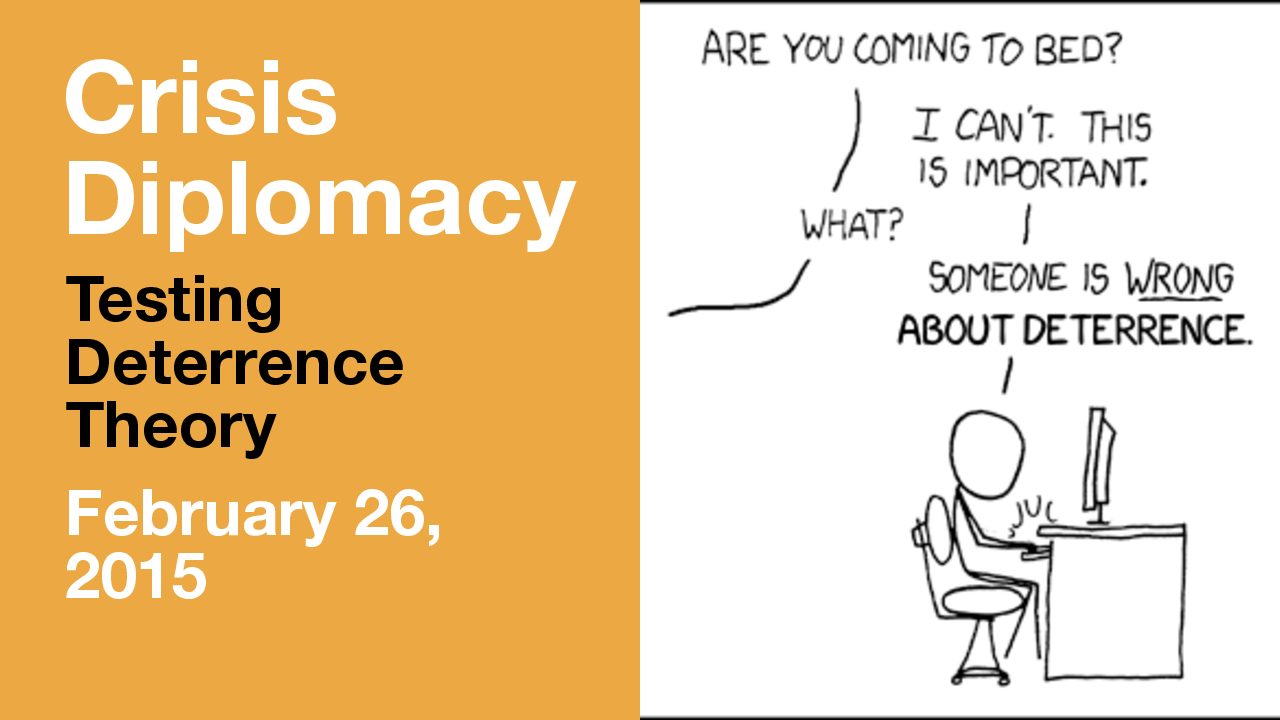 Crisis
Diplomacy
Testing
Deterrence
Theory
February 26,
2015
ARE YOU COMING TO BED?
I CAN'T. THIS
IS IMPORTANT.
WHAT?
SOMEONE IS WRONG
ABOUT DETERRENCE.